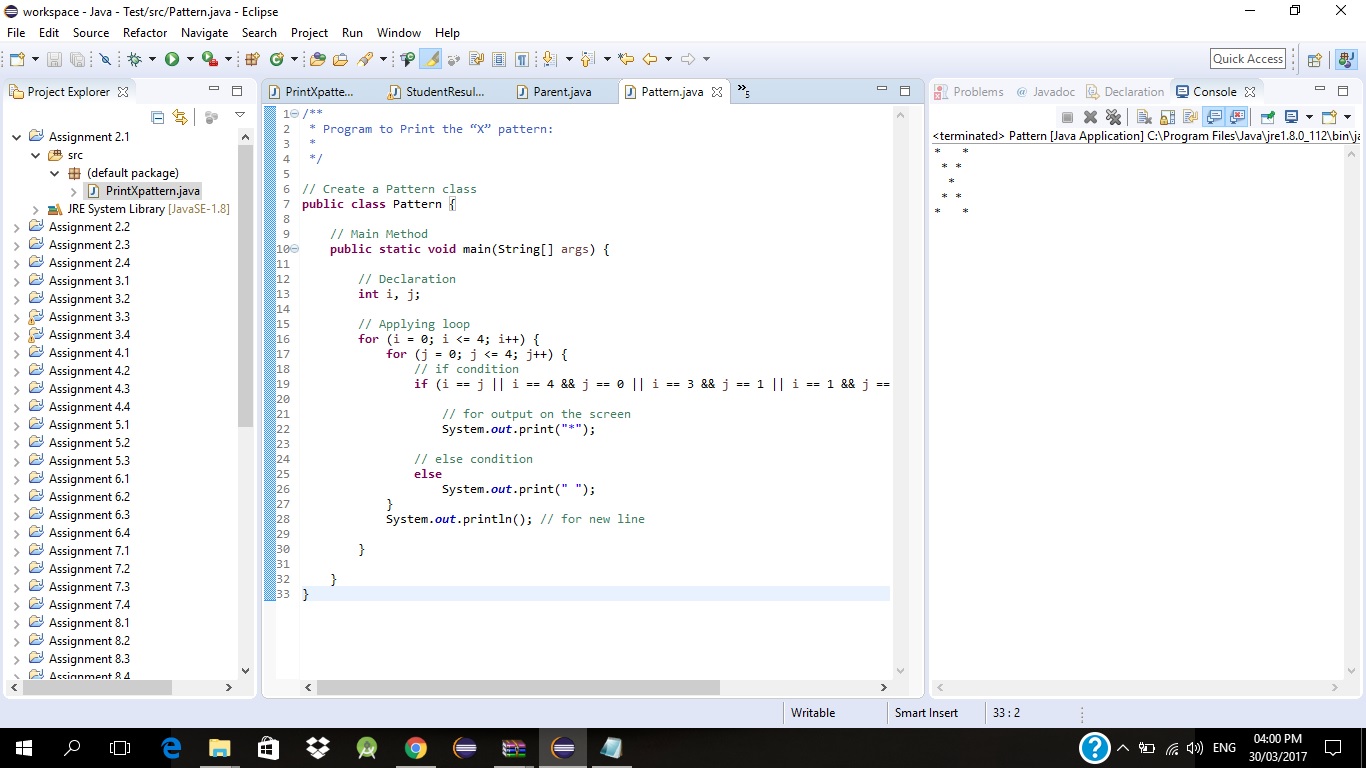 workspace - Java - Test/src/Pattern.java - Eclipse
File Edit Source Refactor Navigate Search Project Run Window Help
Quick Access
Project Explorer
Assignment 2.1
src
(default package)
PrintXpattern.java
JRE System Library [JavaSE-1.8]
Assignment 2.2
Assignment 2.3
Assignment 2.4
Assignment 3.1
Assignment 3.2
Assignment 3.3
Assignment 3.4
Assignment 4.1
Assignment 4.2
Assignment 4.3
Assignment 4.4
Assignment 5.1
Assignment 5.2
Assignment 5.3
Assignment 6.1
Assignment 6.2
Assignment 6.3
Assignment 6.4
Assignment 7.1
Assignment 7.2
Assignment 7.3
Assignment 7.4
Assignment 8.1
Assignment 8.2
Assignment 8.3
Assignment 8.4
PrintXpatte... StudentResul... Parent.java Pattern.java »5
1 /**
2  * Program to Print the “X” pattern:
3  *
4  */
5
6 // Create a Pattern class
7 public class Pattern {
8
9     // Main Method
10     public static void main(String[] args) {
11
12         // Declaration
13         int i, j;
14
15         // Applying loop
16         for (i = 0; i <= 4; i++) {
17             for (j = 0; j <= 4; j++) {
18                 // if condition
19                 if (i == j || i == 4 && j == 0 || i == 3 && j == 1 || i == 1 && j ==
20
21                     // for output on the screen
22                     System.out.print("*");
23
24                 // else condition
25                 else
26                     System.out.print(" ");
27             }
28             System.out.println(); // for new line
29
30         }
31
32     }
33 }
Problems Javadoc Declaration Console
<terminated> Pattern [Java Application] C:\Program Files\Java\jre1.8.0_112\bin\ja
*   *
 * *
  *
 * *
*   *
Writable Smart Insert 33 : 2
ENG
04:00 PM
30/03/2017